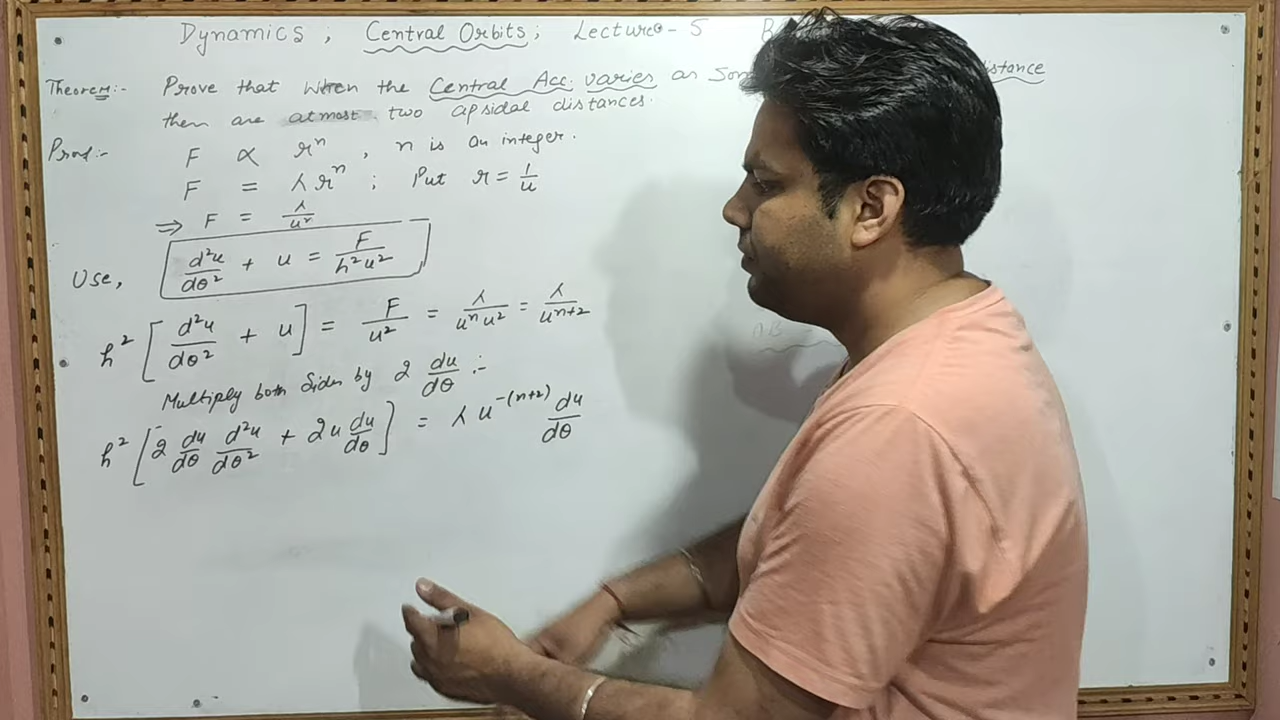 Dynamics ; Central Orbits ; Lecture - 5 B
Theorem:- Prove that when the Central Acc. varies as som istance
then are atmost two apsidal distances.
Proof:- F ∝ r^n , n is an integer.
F = λ r^n ; Put r = 1/u
⇒ F = λ/u^n
Use, d²u/dθ² + u = F/h²u²
h² [ d²u/dθ² + u ] = F/u² = λ/u^n u² = λ/u^{n+2}
Multiply both sides by 2 du/dθ :-
h² [ 2 du/dθ d²u/dθ² + 2u du/dθ ] = λ u^{-(n+2)} du/dθ